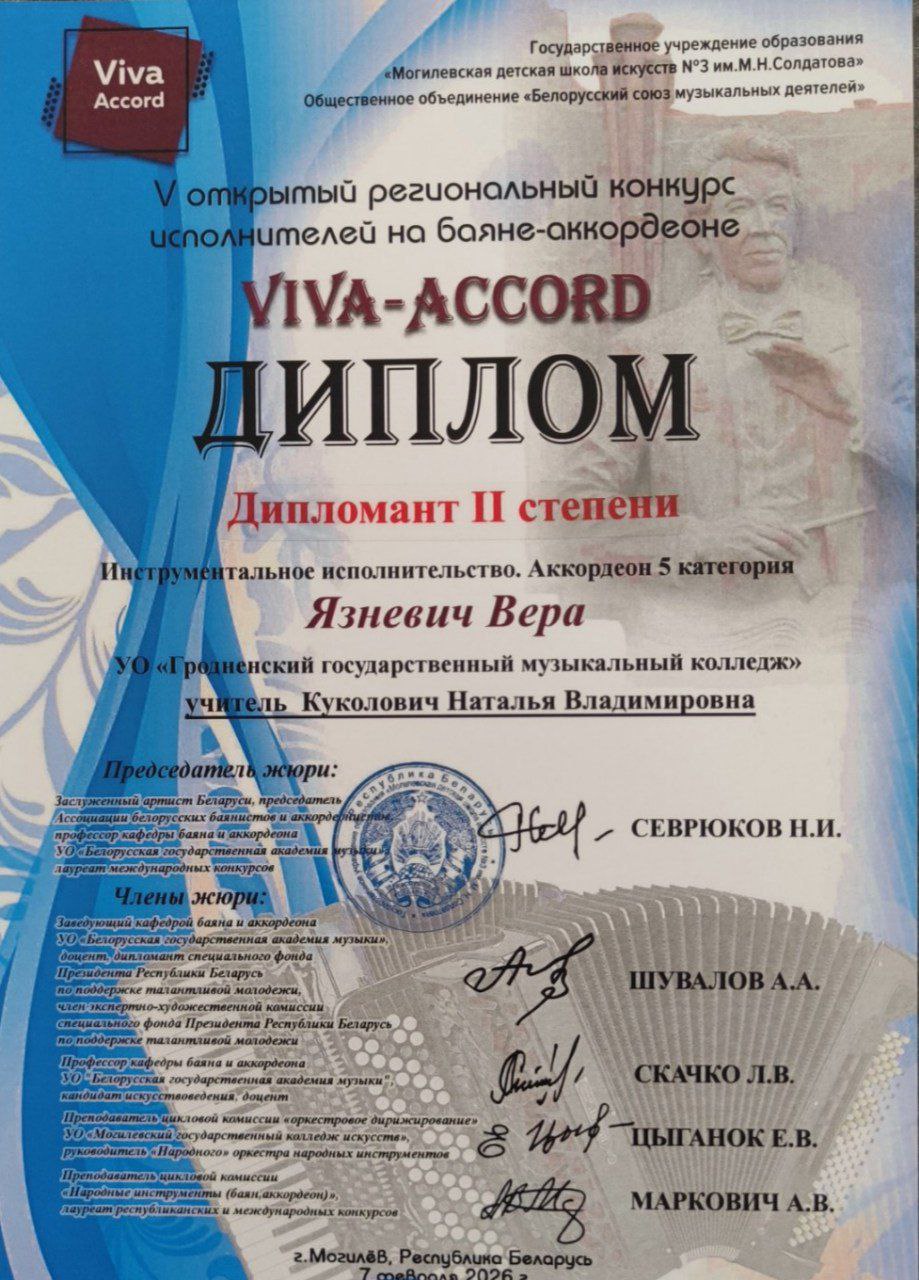 Viva
Accord
Государственное учреждение образования
«Могилевская детская школа искусств №3 им.М.Н.Солдатова»
Общественное объединение «Белорусский союз музыкальных деятелей»
V открытый региональный конкурс
исполнителей на баяне-аккордеоне
VIVA-ACCORD
ДИПЛОМ
Дипломант II степени
Инструментальное исполнительство. Аккордеон 5 категория
Язневич Вера
УО «Гродненский государственный музыкальный колледж»
учитель Куколович Наталья Владимировна
Председатель жюри:
Заслуженный артист Беларуси, председатель
Ассоциации белорусских баянистов и аккордеонистов,
профессор кафедры баяна и аккордеона
УО «Белорусская государственная академия музыки»,
лауреат международных конкурсов
СЕВРЮКОВ Н.И.
Республика Беларусь
Члены жюри:
Заведующий кафедрой баяна и аккордеона
УО «Белорусская государственная академия музыки»,
доцент, дипломант специального фонда
Президента Республики Беларусь
по поддержке талантливой молодежи,
член экспертно-художественной комиссии
специального фонда Президента Республики Беларусь
по поддержке талантливой молодежи
ШУВАЛОВ А.А.
Профессор кафедры баяна и аккордеона
УО "Белорусская государственная академия музыки",
кандидат искусствоведения, доцент
СКАЧКО Л.В.
Преподаватель цикловой комиссии «оркестровое дирижирование»
УО «Могилевский государственный колледж искусств»,
руководитель «Народного» оркестра народных инструментов
ЦЫГАНОК Е.В.
Преподаватель цикловой комиссии
«Народные инструменты (баян,аккордеон)»,
лауреат республиканских и международных конкурсов
МАРКОВИЧ А.В.
г.Могилёв, Республика Беларусь
7 февраля 2026 г.